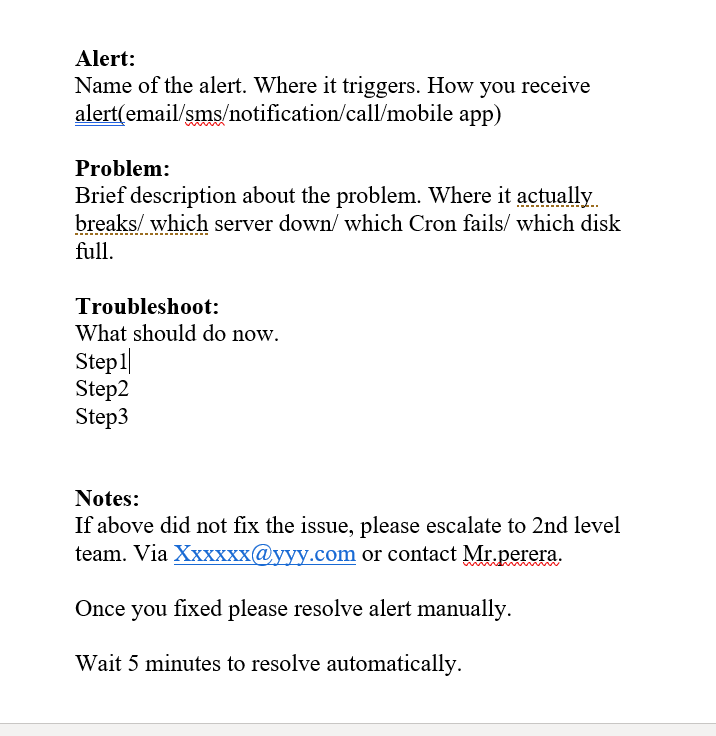 Alert:
Name of the alert. Where it triggers. How you receive
alert(email/sms/notification/call/mobile app)
Problem:
Brief description about the problem. Where it actually
breaks/ which server down/ which Cron fails/ which disk
full.
Troubleshoot:
What should do now.
Step1
Step2
Step3
Notes:
If above did not fix the issue, please escalate to 2nd level
team. Via Xxxxxx@yyy.com or contact Mr.perera.
Once you fixed please resolve alert manually.
Wait 5 minutes to resolve automatically.